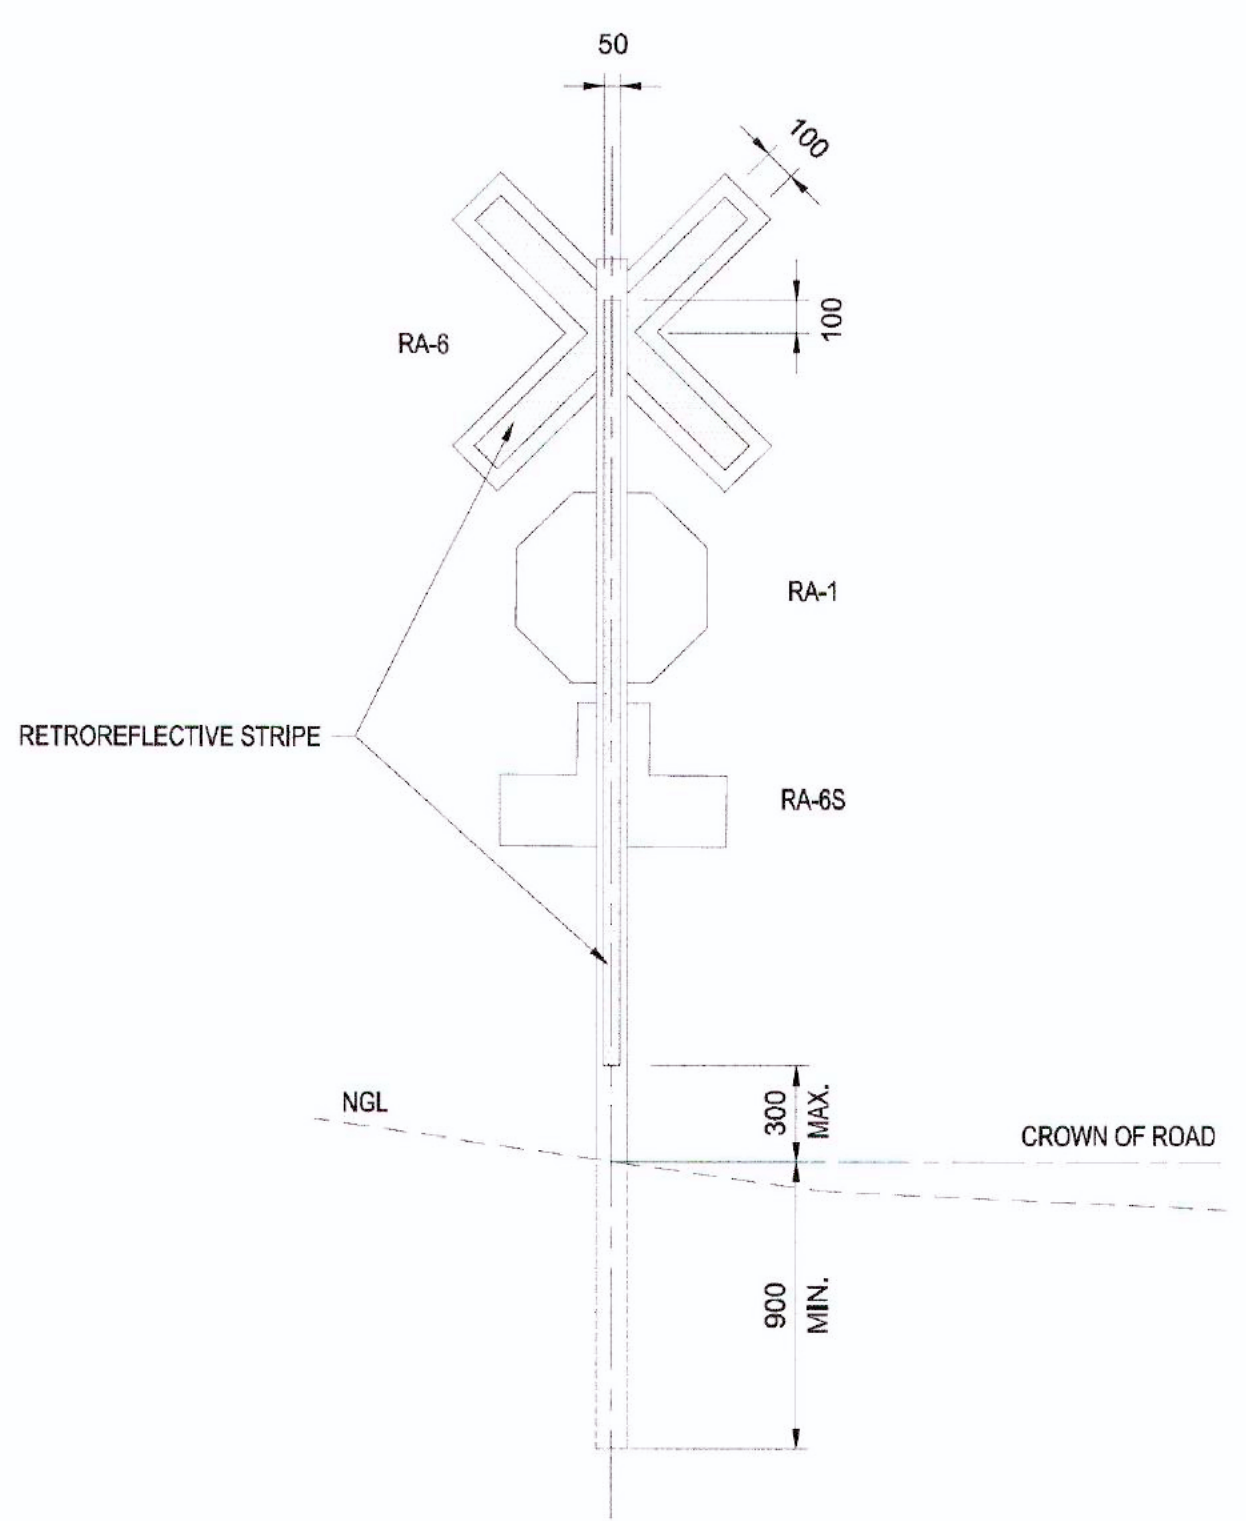 50
100
100
RA-6
RA-1
RETROREFLECTIVE STRIPE
RA-6S
NGL
300
MAX.
CROWN OF ROAD
900
MIN.